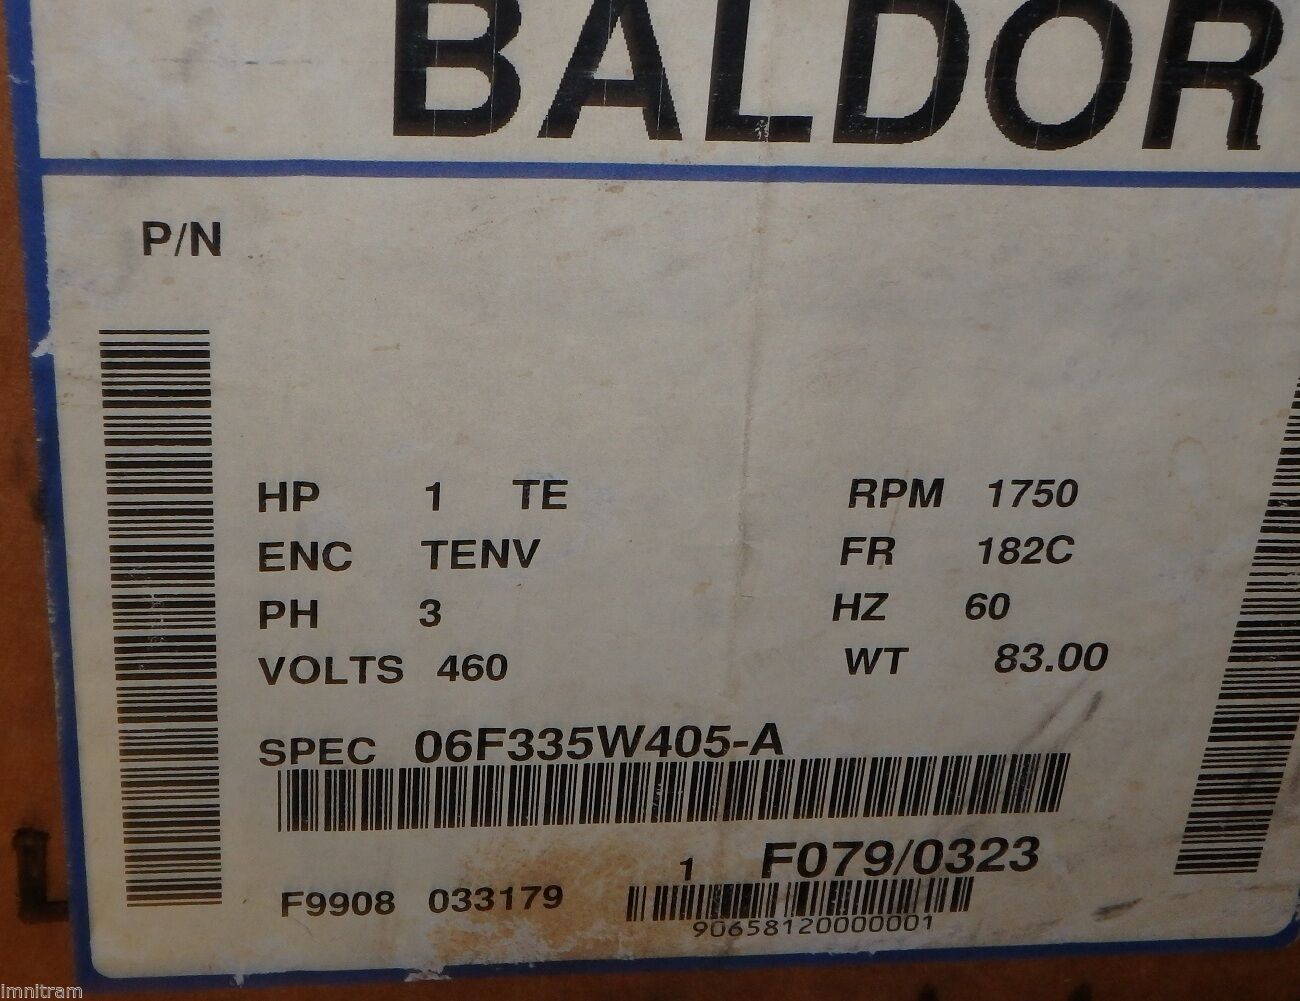 BALDOR
P/N
HP 1 TE RPM 1750
ENC TENV FR 182C
PH 3 HZ 60
VOLTS 460 WT 83.00
SPEC 06F335W405-A
1 F079/0323
F9908 033179
90658120000001
imnitram